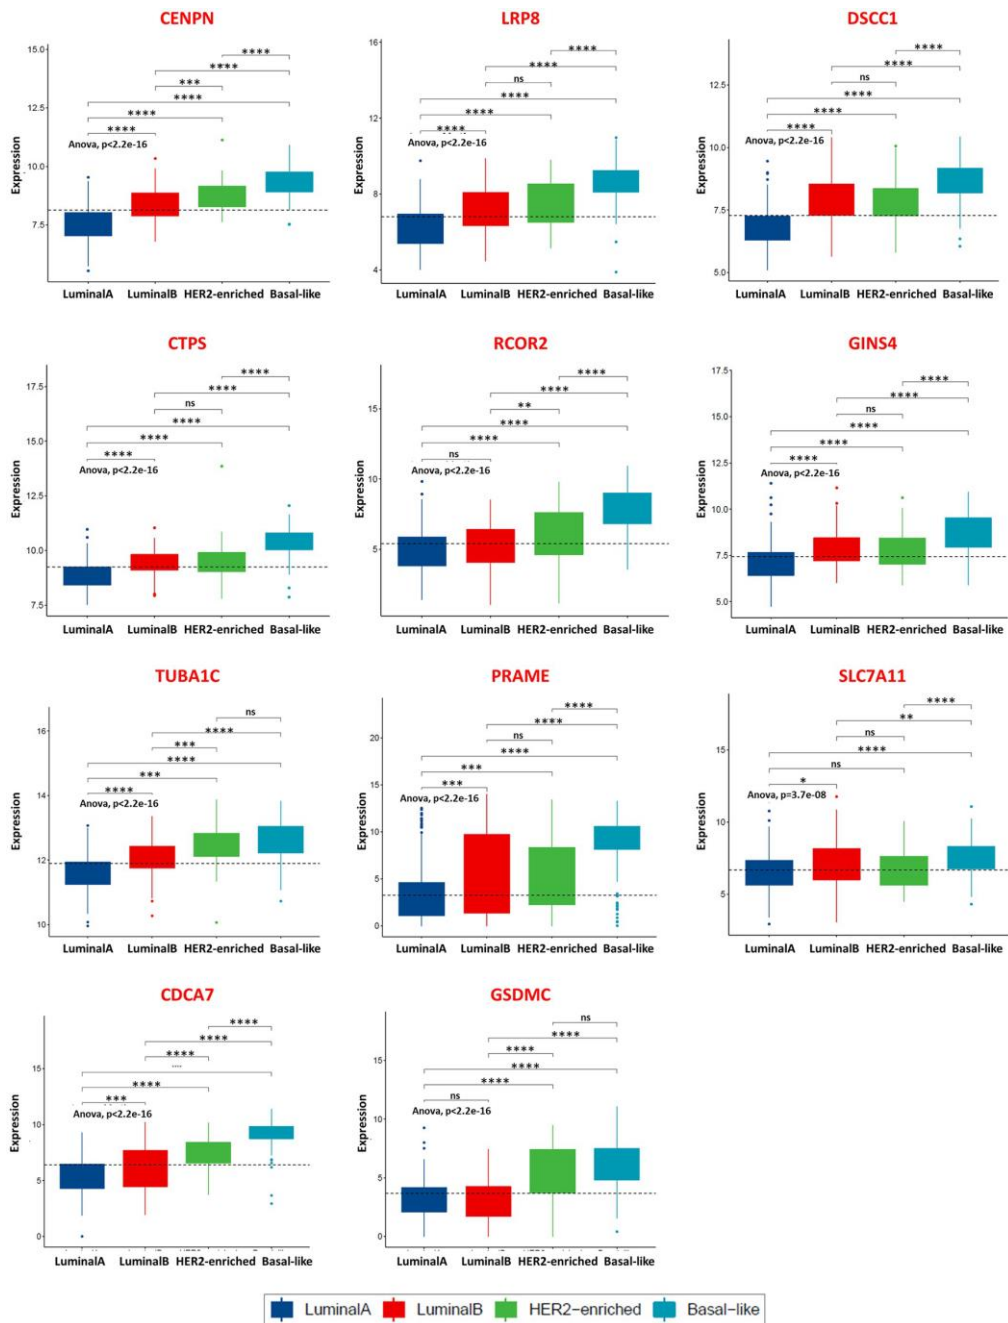 CENPN
LRP8
DSCC1
15.0
12.5
10.0
7.5
Expression
Anova, p<2.2e-16
****
****
****
***
****
****
LuminalA LuminalB HER2-enriched Basal-like
16
12
8
4
Expression
Anova, p<2.2e-16
****
****
****
ns
****
****
LuminalA LuminalB HER2-enriched Basal-like
12.5
10.0
7.5
5.0
Expression
Anova, p<2.2e-16
****
****
****
ns
****
****
LuminalA LuminalB HER2-enriched Basal-like
CTPS
RCOR2
GINS4
17.5
15.0
12.5
10.0
7.5
Expression
Anova, p<2.2e-16
****
****
****
ns
****
****
LuminalA LuminalB HER2-enriched Basal-like
15
10
5
Expression
Anova, p<2.2e-16
ns
****
****
**
****
****
LuminalA LuminalB HER2-enriched Basal-like
17.5
15.0
12.5
10.0
7.5
5.0
Expression
Anova, p<2.2e-16
****
****
****
ns
****
****
LuminalA LuminalB HER2-enriched Basal-like
TUBA1C
PRAME
SLC7A11
16
14
12
10
Expression
Anova, p<2.2e-16
****
***
****
***
****
ns
LuminalA LuminalB HER2-enriched Basal-like
20
15
10
5
0
Expression
Anova, p<2.2e-16
***
***
****
ns
****
****
LuminalA LuminalB HER2-enriched Basal-like
15
10
5
Expression
Anova, p=3.7e-08
*
ns
****
ns
**
****
LuminalA LuminalB HER2-enriched Basal-like
CDCA7
GSDMC
15
10
5
0
Expression
Anova, p<2.2e-16
***
****
****
****
****
****
LuminalA LuminalB HER2-enriched Basal-like
15
10
5
0
Expression
Anova, p<2.2e-16
ns
****
****
****
****
ns
LuminalA LuminalB HER2-enriched Basal-like
LuminalA LuminalB HER2-enriched Basal-like